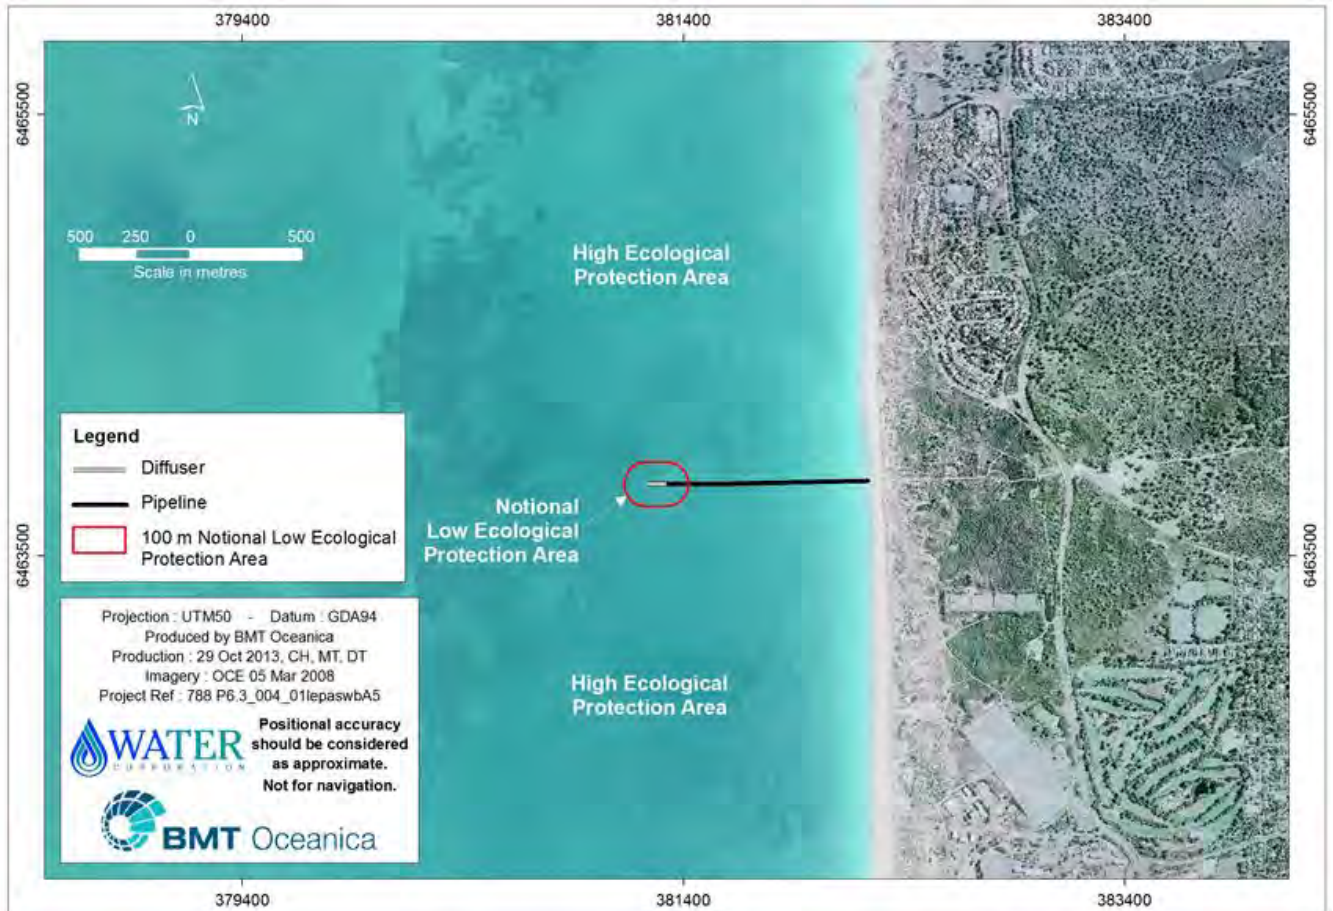 379400
381400
383400
6465500
6465500
N
500 250 0 500
Scale in metres
High Ecological
Protection Area
Legend
Diffuser
Pipeline
100 m Notional Low Ecological
Protection Area
Notional
Low Ecological
Protection Area
6463500
6463500
Projection : UTM50 - Datum : GDA94
Produced by BMT Oceanica
Production : 29 Oct 2013, CH, MT, DT
Imagery : OCE 05 Mar 2008
Project Ref : 788 P6.3_004_01lepaswbA5
WATER
CORPORATION
Positional accuracy
should be considered
as approximate.
Not for navigation.
BMT Oceanica
High Ecological
Protection Area
379400
381400
383400